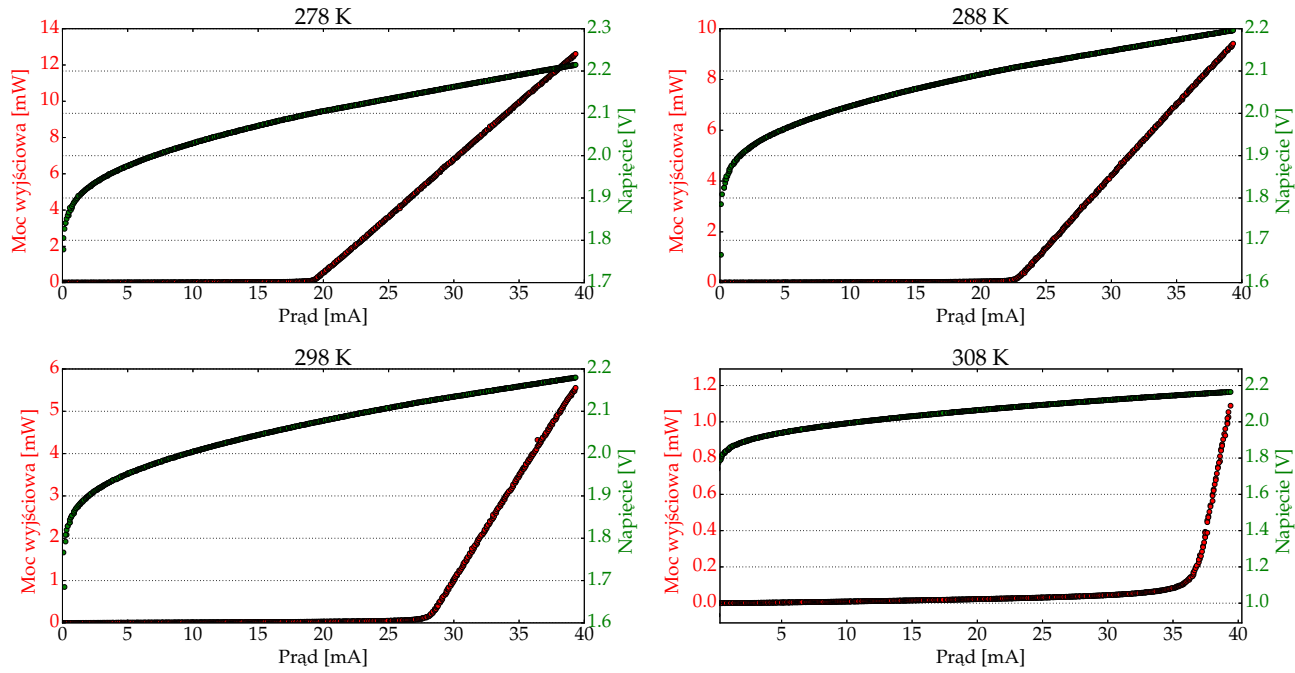 278 K
Moc wyjściowa [mW]
14
12
10
8
6
4
2
0
2.3
2.2
2.1
2.0
1.9
1.8
1.7
Napięcie [V]
0 5 10 15 20 25 30 35 40
Prąd [mA]
288 K
Moc wyjściowa [mW]
10
8
6
4
2
0
2.2
2.1
2.0
1.9
1.8
1.7
1.6
Napięcie [V]
0 5 10 15 20 25 30 35 40
Prąd [mA]
298 K
Moc wyjściowa [mW]
6
5
4
3
2
1
0
2.2
2.1
2.0
1.9
1.8
1.7
1.6
Napięcie [V]
0 5 10 15 20 25 30 35 40
Prąd [mA]
308 K
Moc wyjściowa [mW]
1.2
1.0
0.8
0.6
0.4
0.2
0.0
2.2
2.0
1.8
1.6
1.4
1.2
1.0
Napięcie [V]
5 10 15 20 25 30 35 40
Prąd [mA]